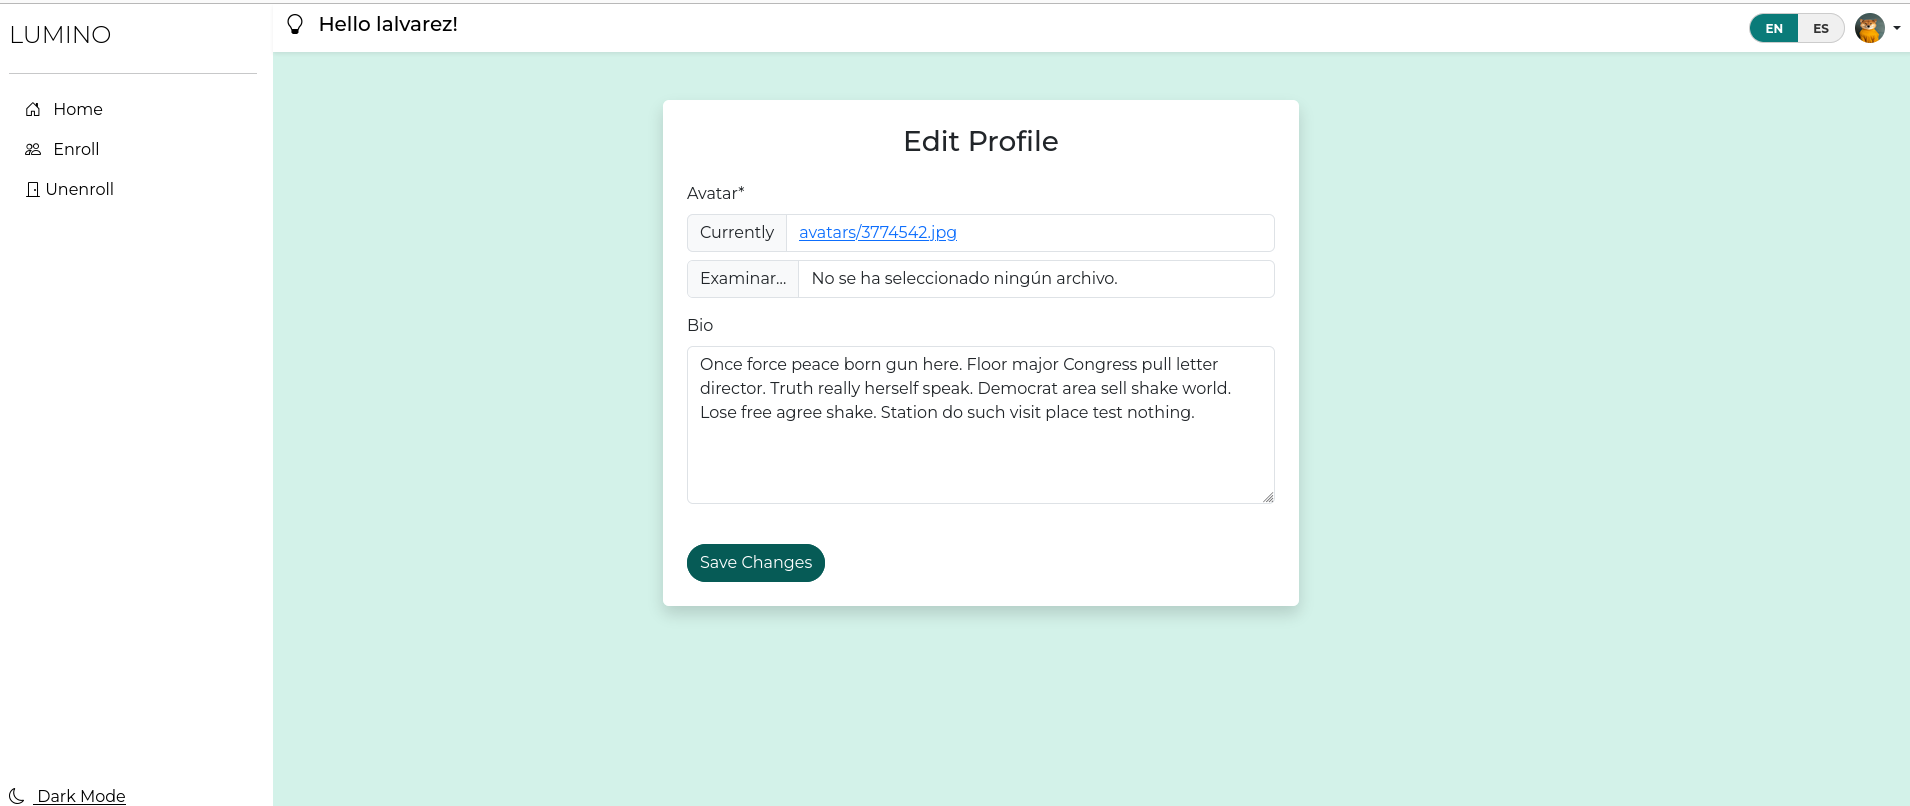 LUMINO
Hello lalvarez!
EN ES
Home
Enroll
Unenroll
Edit Profile
Avatar*
Currently avatars/3774542.jpg
Examinar... No se ha seleccionado ningún archivo.
Bio
Once force peace born gun here. Floor major Congress pull letter
director. Truth really herself speak. Democrat area sell shake world.
Lose free agree shake. Station do such visit place test nothing.
Save Changes
Dark Mode